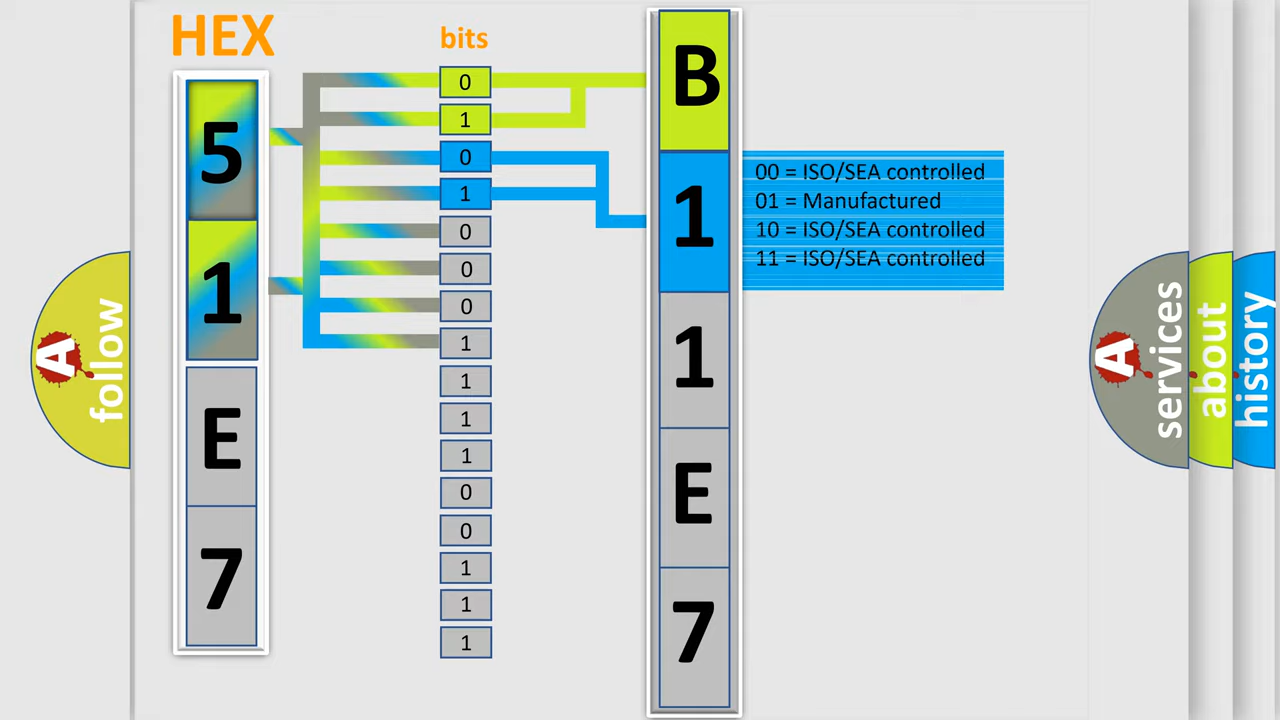 HEX
bits
5
1
E
7
0
1
0
1
0
0
0
1
1
1
1
0
0
1
1
1
B
1
1
E
7
00 = ISO/SEA controlled
01 = Manufactured
10 = ISO/SEA controlled
11 = ISO/SEA controlled
A
follow
A
services
about
history